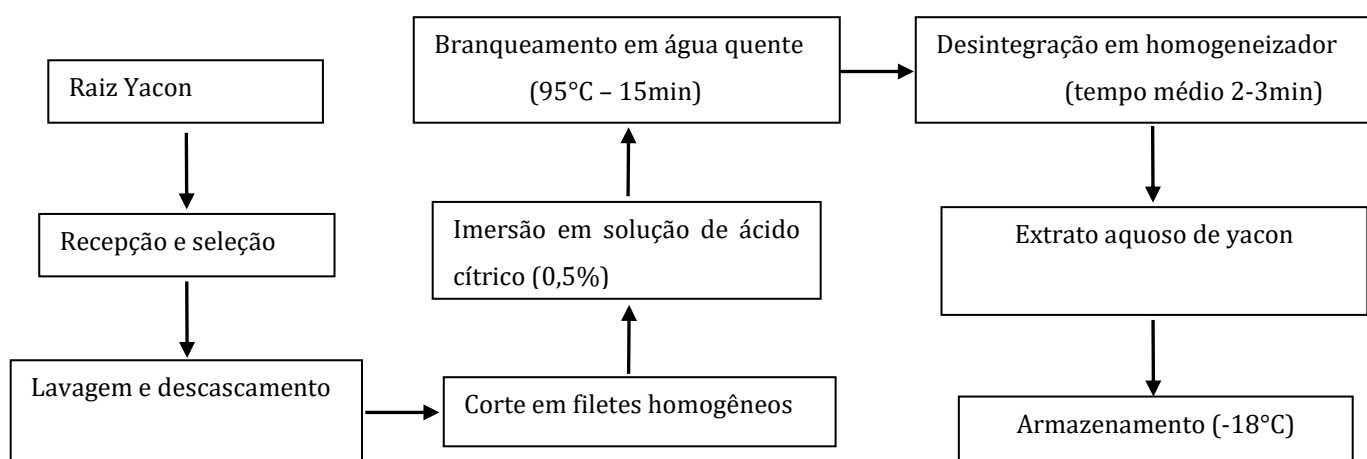 Raiz Yacon
Recepção e seleção
Lavagem e descascamento
Corte em filetes homogêneos
Imersão em solução de ácido
cítrico (0,5%)
Branqueamento em água quente
(95°C – 15min)
Desintegração em homogeneizador
(tempo médio 2-3min)
Extrato aquoso de yacon
Armazenamento (-18°C)